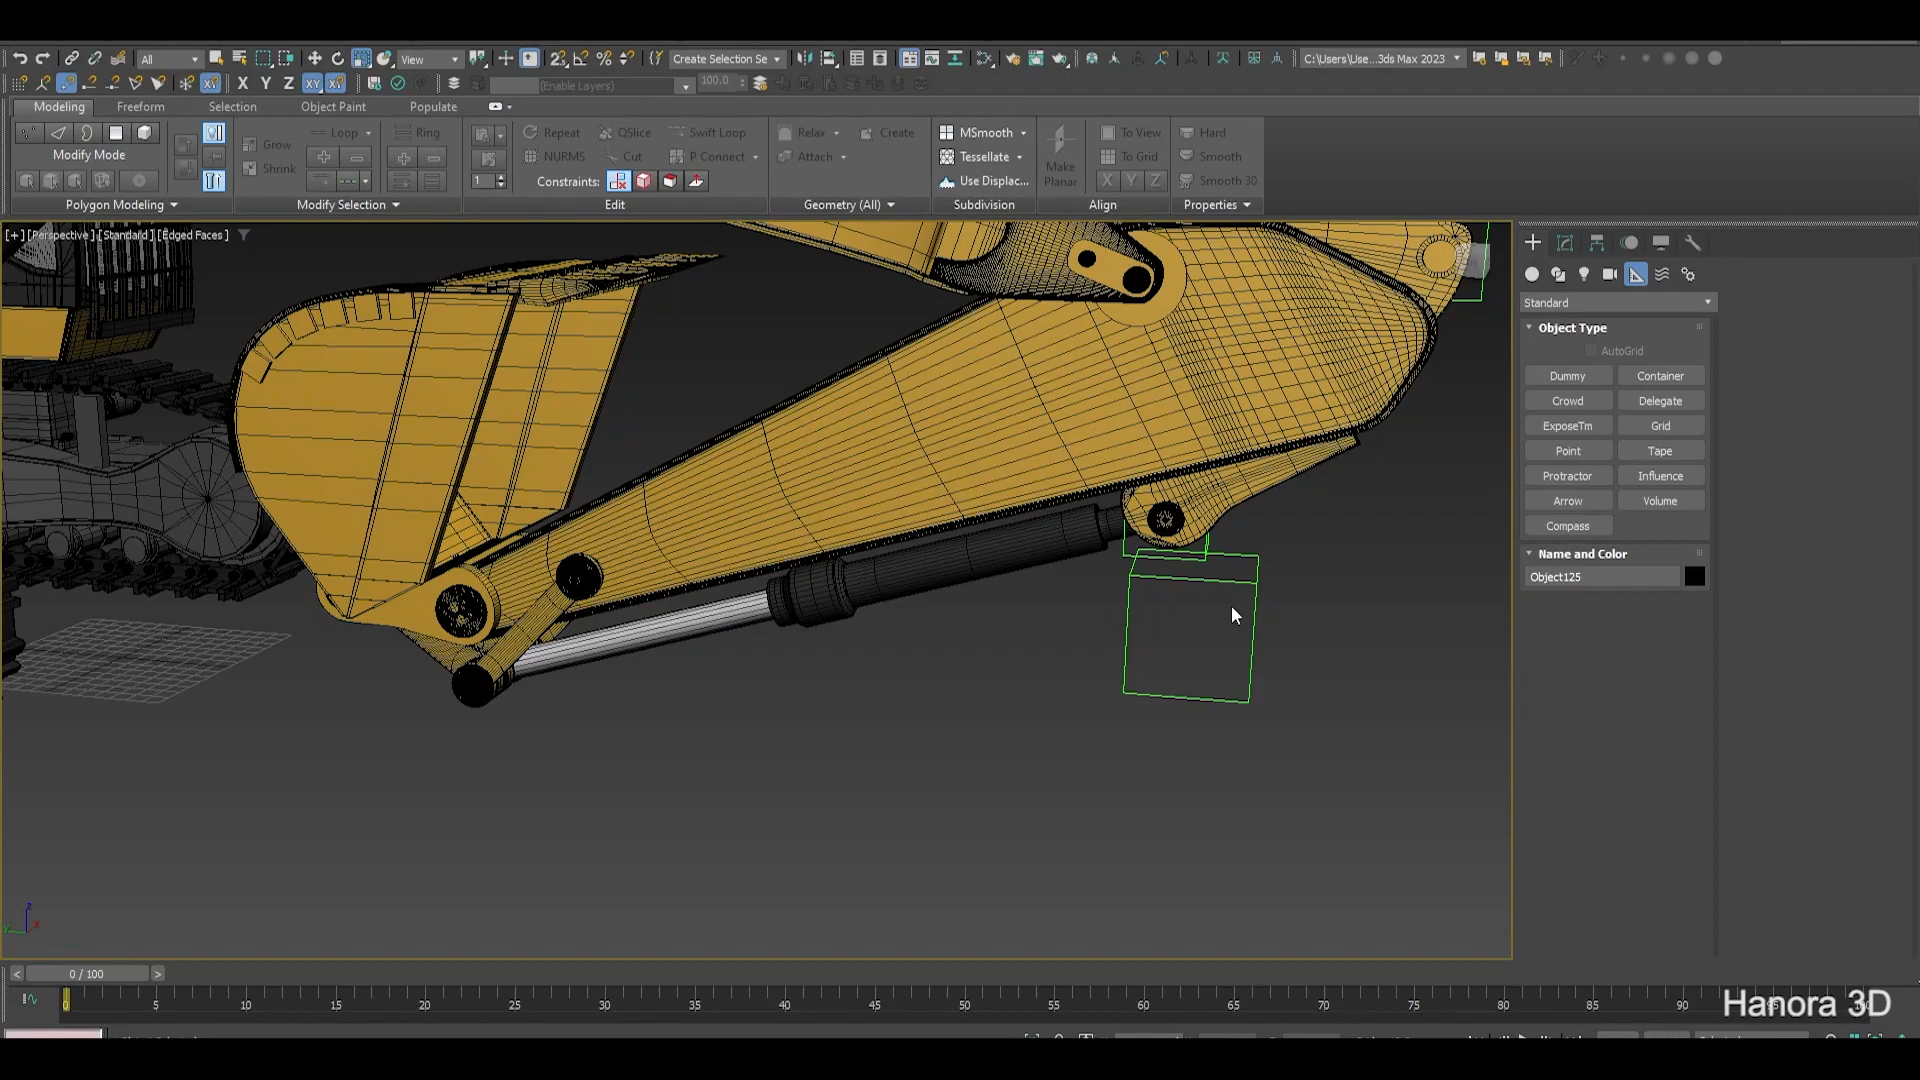 All
View
Create Selection Se
C:\Users\Use...3ds Max 2023
X Y Z XY
(Enable Layers)
100.0
Modeling Freeform Selection Object Paint Populate
Loop Ring
Repeat QSlice Swift Loop
Relax Create
MSmooth
To View
Hard
Modify Mode
Grow
NURMS Cut P Connect
Attach
Tessellate
Make Planar
To Grid
Smooth
Shrink
1
Constraints:
Use Displac...
X Y Z
Smooth 30
Polygon Modeling Modify Selection Edit Geometry (All) Subdivision Align Properties
[+] [Perspective] [Standard] [Edged Faces]
Standard
Object Type
AutoGrid
Dummy Container
Crowd Delegate
ExposeTm Grid
Point Tape
Protractor Influence
Arrow Volume
Compass
Name and Color
Object125
z
y x
< 0 / 100 >
0 5 10 15 20 25 30 35 40 45 50 55 60 65 70 75 80 85 90
Hanora 3D